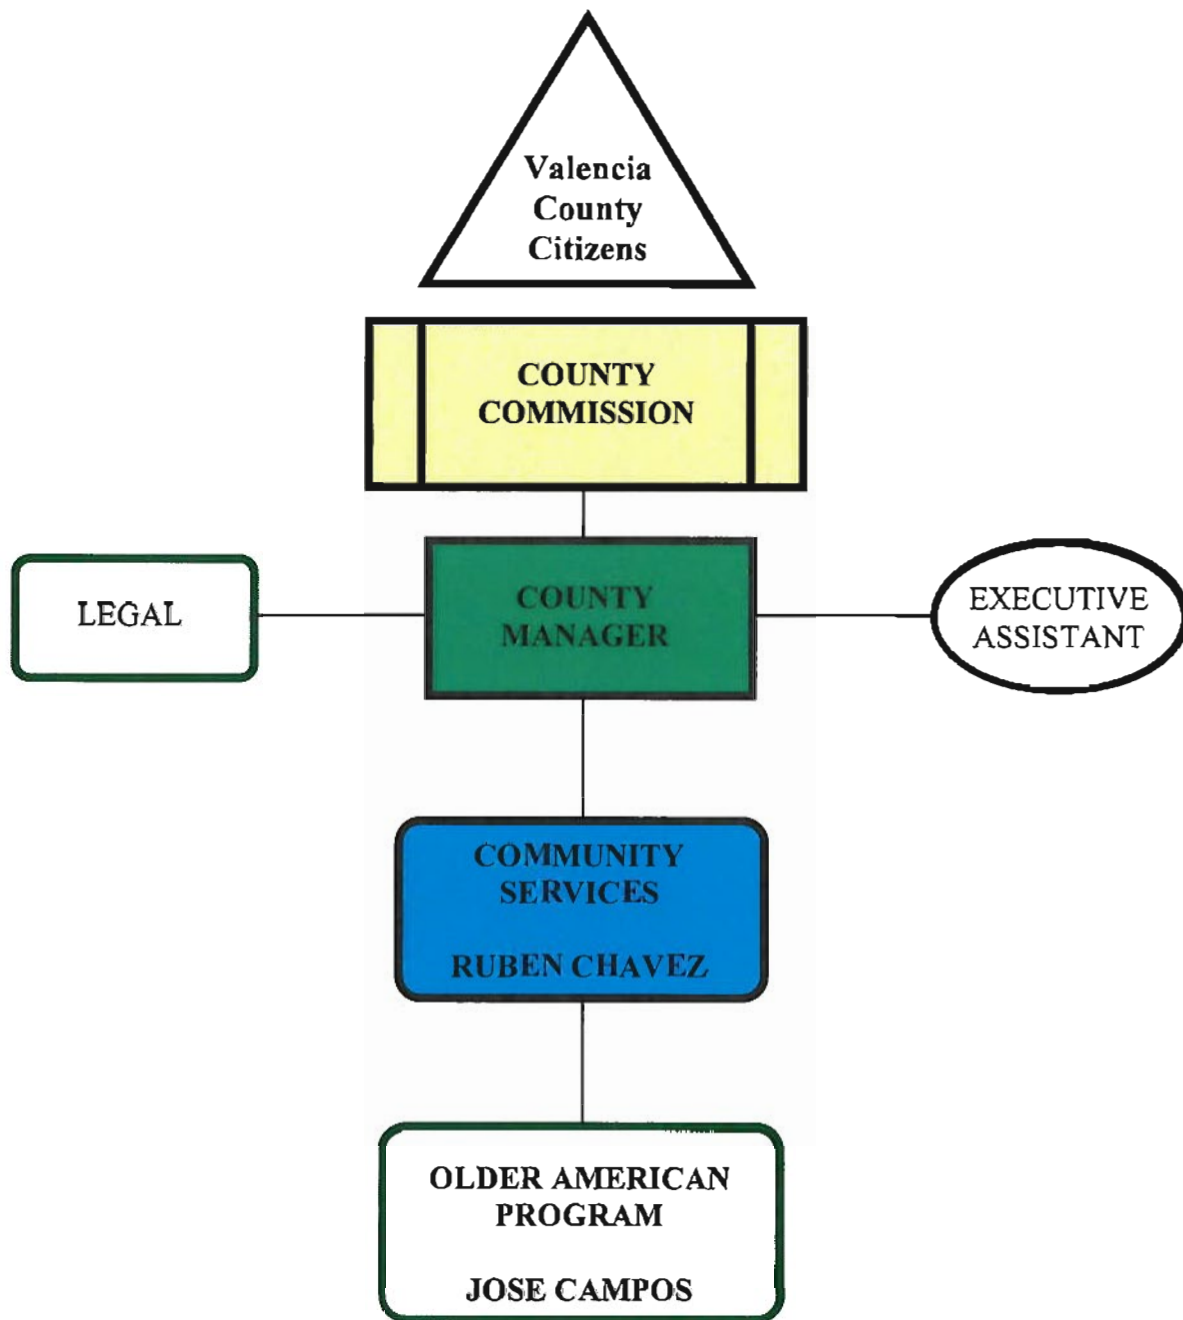 Valencia
County
Citizens
COUNTY
COMMISSION
LEGAL
COUNTY
MANAGER
EXECUTIVE
ASSISTANT
COMMUNITY
SERVICES
RUBEN CHAVEZ
OLDER AMERICAN
PROGRAM
JOSE CAMPOS